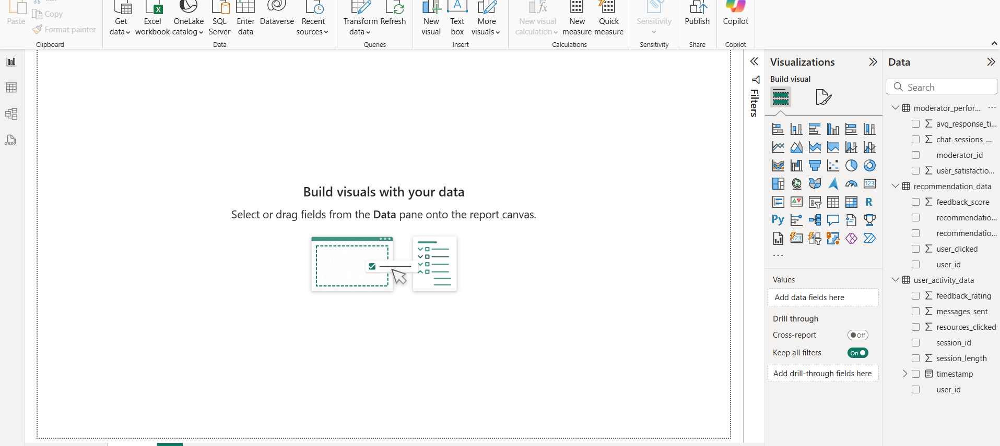 Cut
Paste
Copy
Format painter
Clipboard
Get data
Excel workbook
OneLake catalog
SQL Server
Enter data
Dataverse
Recent sources
Data
Transform data
Refresh
Queries
New visual
Text box
More visuals
Insert
New visual calculation
New measure
Quick measure
Calculations
Sensitivity
Sensitivity
Publish
Share
Copilot
Copilot
DAX
Build visuals with your data
Select or drag fields from the Data pane onto the report canvas.
Filters
Visualizations
Build visual
123
R
Py
123
...
Values
Add data fields here
Drill through
Cross-report
Off
Keep all filters
On
Add drill-through fields here
Data
Search
moderator_perfor...
avg_response_ti...
chat_sessions_...
moderator_id
user_satisfactio...
recommendation_data
feedback_score
recommendatio...
recommendatio...
user_clicked
user_id
user_activity_data
feedback_rating
messages_sent
resources_clicked
session_id
session_length
timestamp
user_id